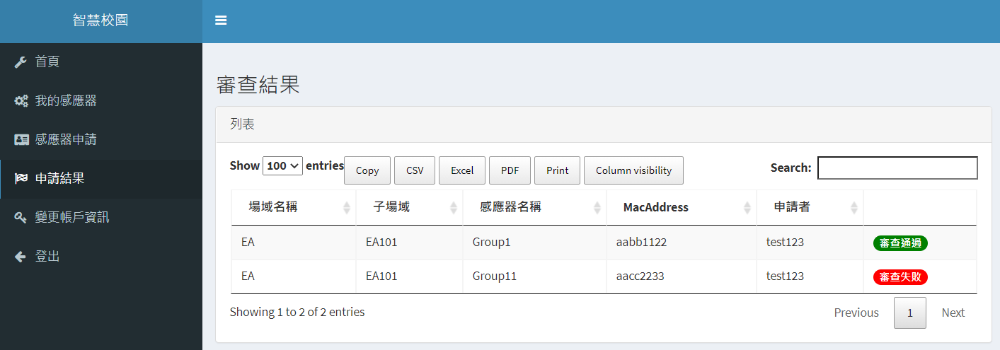 智慧校園
首頁
我的感應器
感應器申請
申請結果
變更帳戶資訊
登出
審查結果
列表
Show 100 entries Copy CSV Excel PDF Print Column visibility Search:
場域名稱 子場域 感應器名稱 MacAddress 申請者
EA EA101 Group1 aabb1122 test123 審查通過
EA EA101 Group11 aacc2233 test123 審查失敗
Showing 1 to 2 of 2 entries Previous 1 Next